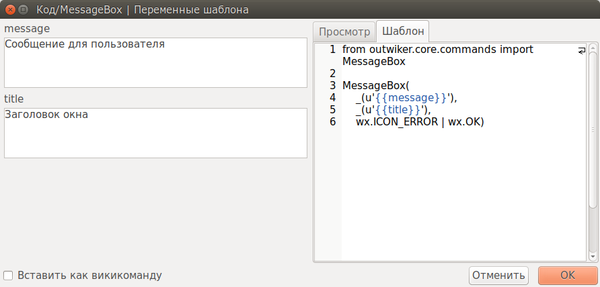 Код/MessageBox | Переменные шаблона
message
Сообщение для пользователя
title
Заголовок окна
Просмотр
Шаблон
1 from outwiker.core.commands import
MessageBox
2
3 MessageBox(
4 _(u'{{message}}'),
5 _(u'{{title}}'),
6 wx.ICON_ERROR | wx.OK)
Вставить как викикоманду
Отменить
OK